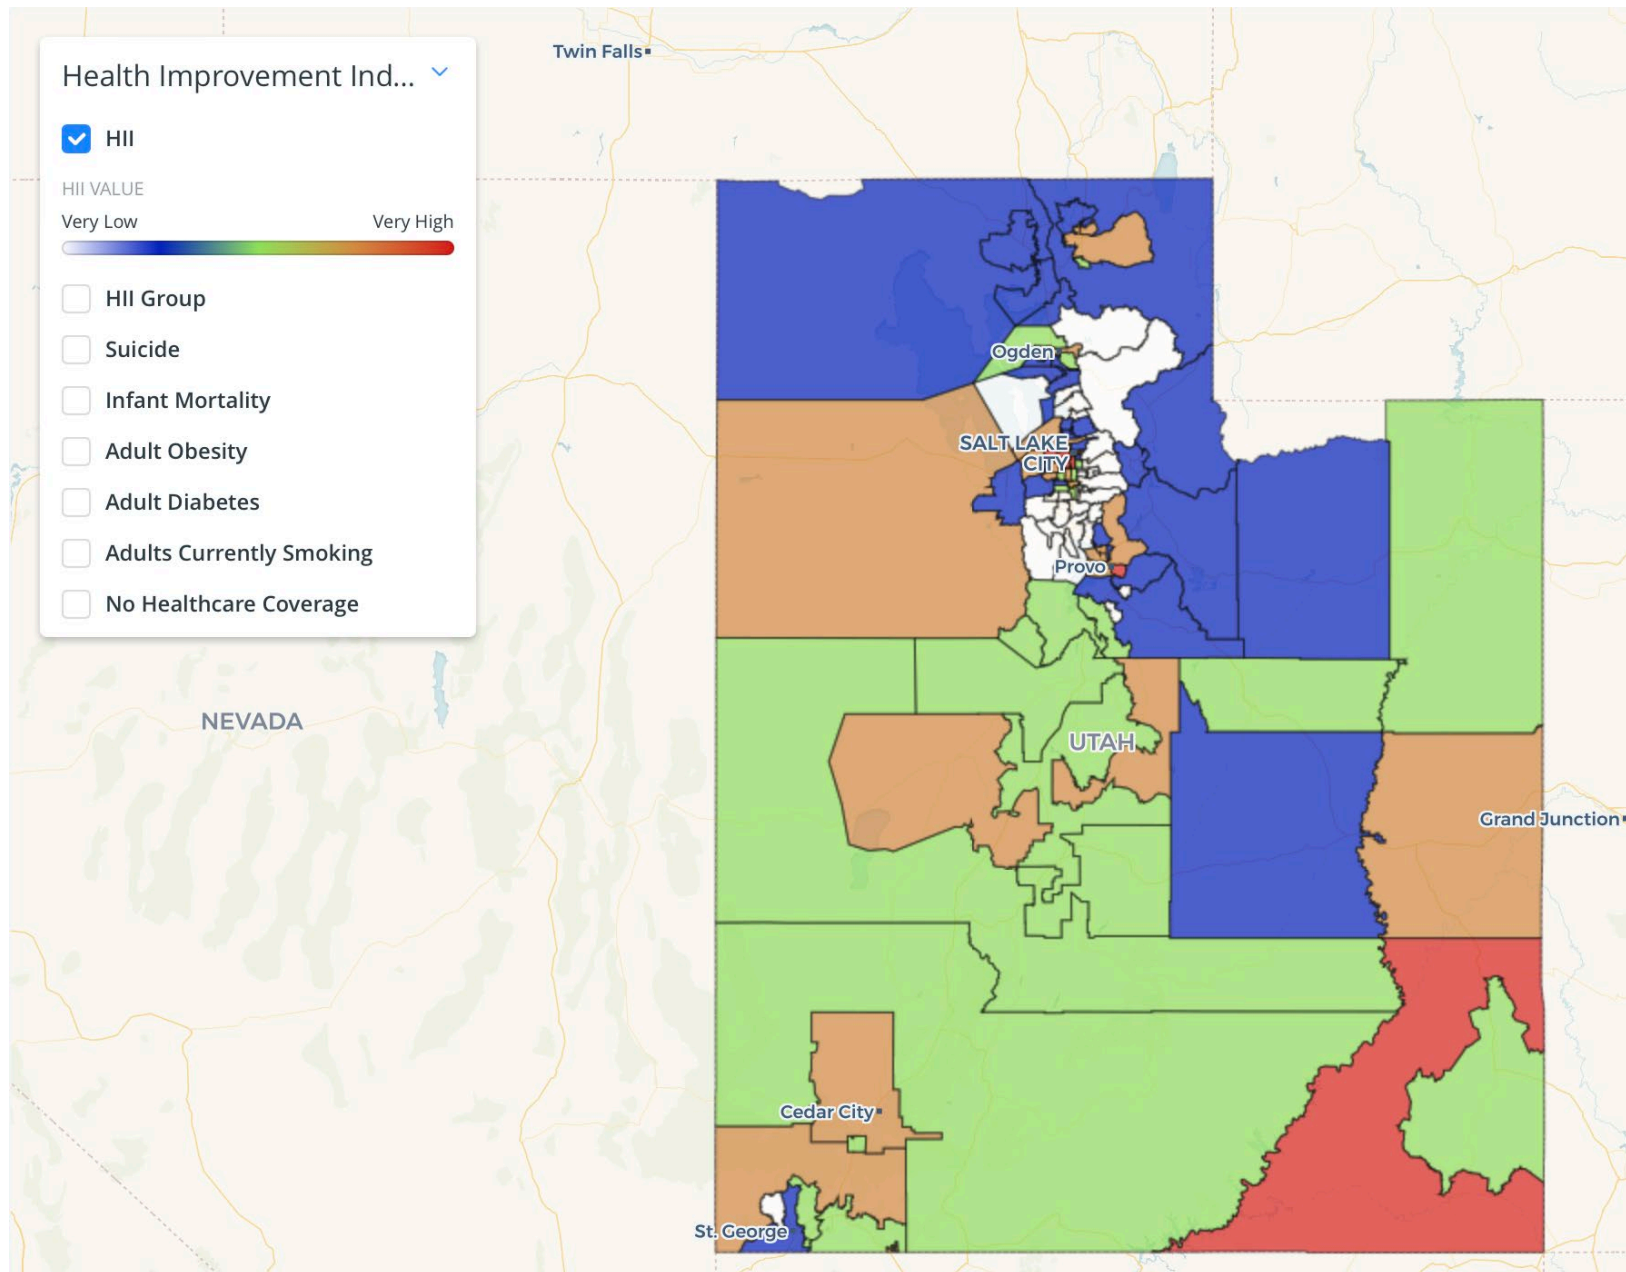 Health Improvement Ind...
HII
HII VALUE
Very Low
Very High
HII Group
Suicide
Infant Mortality
Adult Obesity
Adult Diabetes
Adults Currently Smoking
No Healthcare Coverage
Twin Falls
Ogden
SALT LAKE
CITY
Provo
NEVADA
UTAH
Grand Junction
Cedar City
St. George